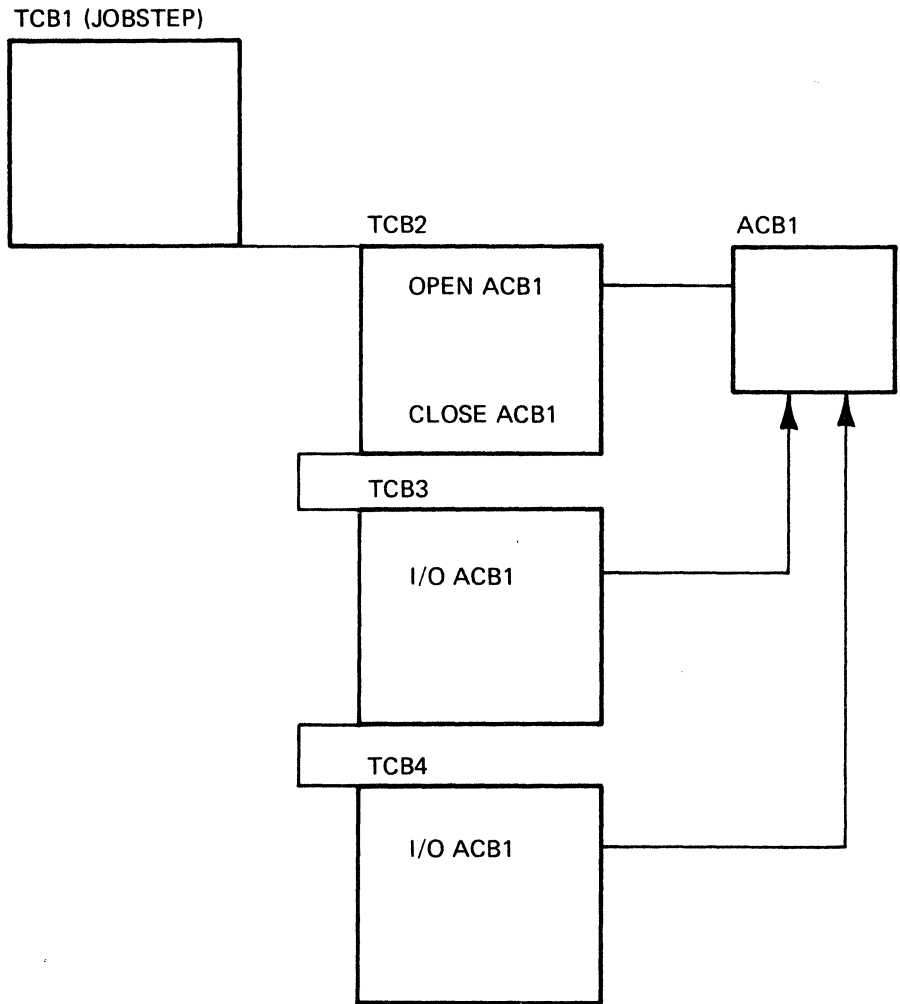 TCB1 (JOBSTEP)
TCB2
ACB1
OPEN ACB1
CLOSE ACB1
TCB3
I/O ACB1
TCB4
I/O ACB1